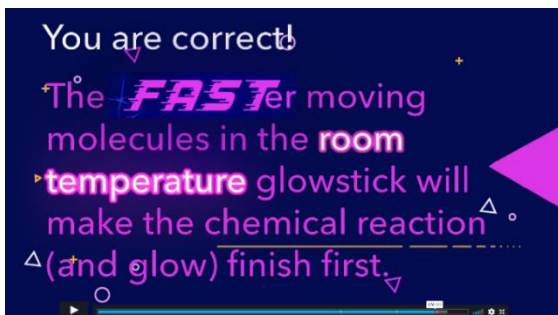 You are correct!
The FASTer moving
molecules in the room
temperature glowstick will
make the chemical reaction
(and glow) finish first.